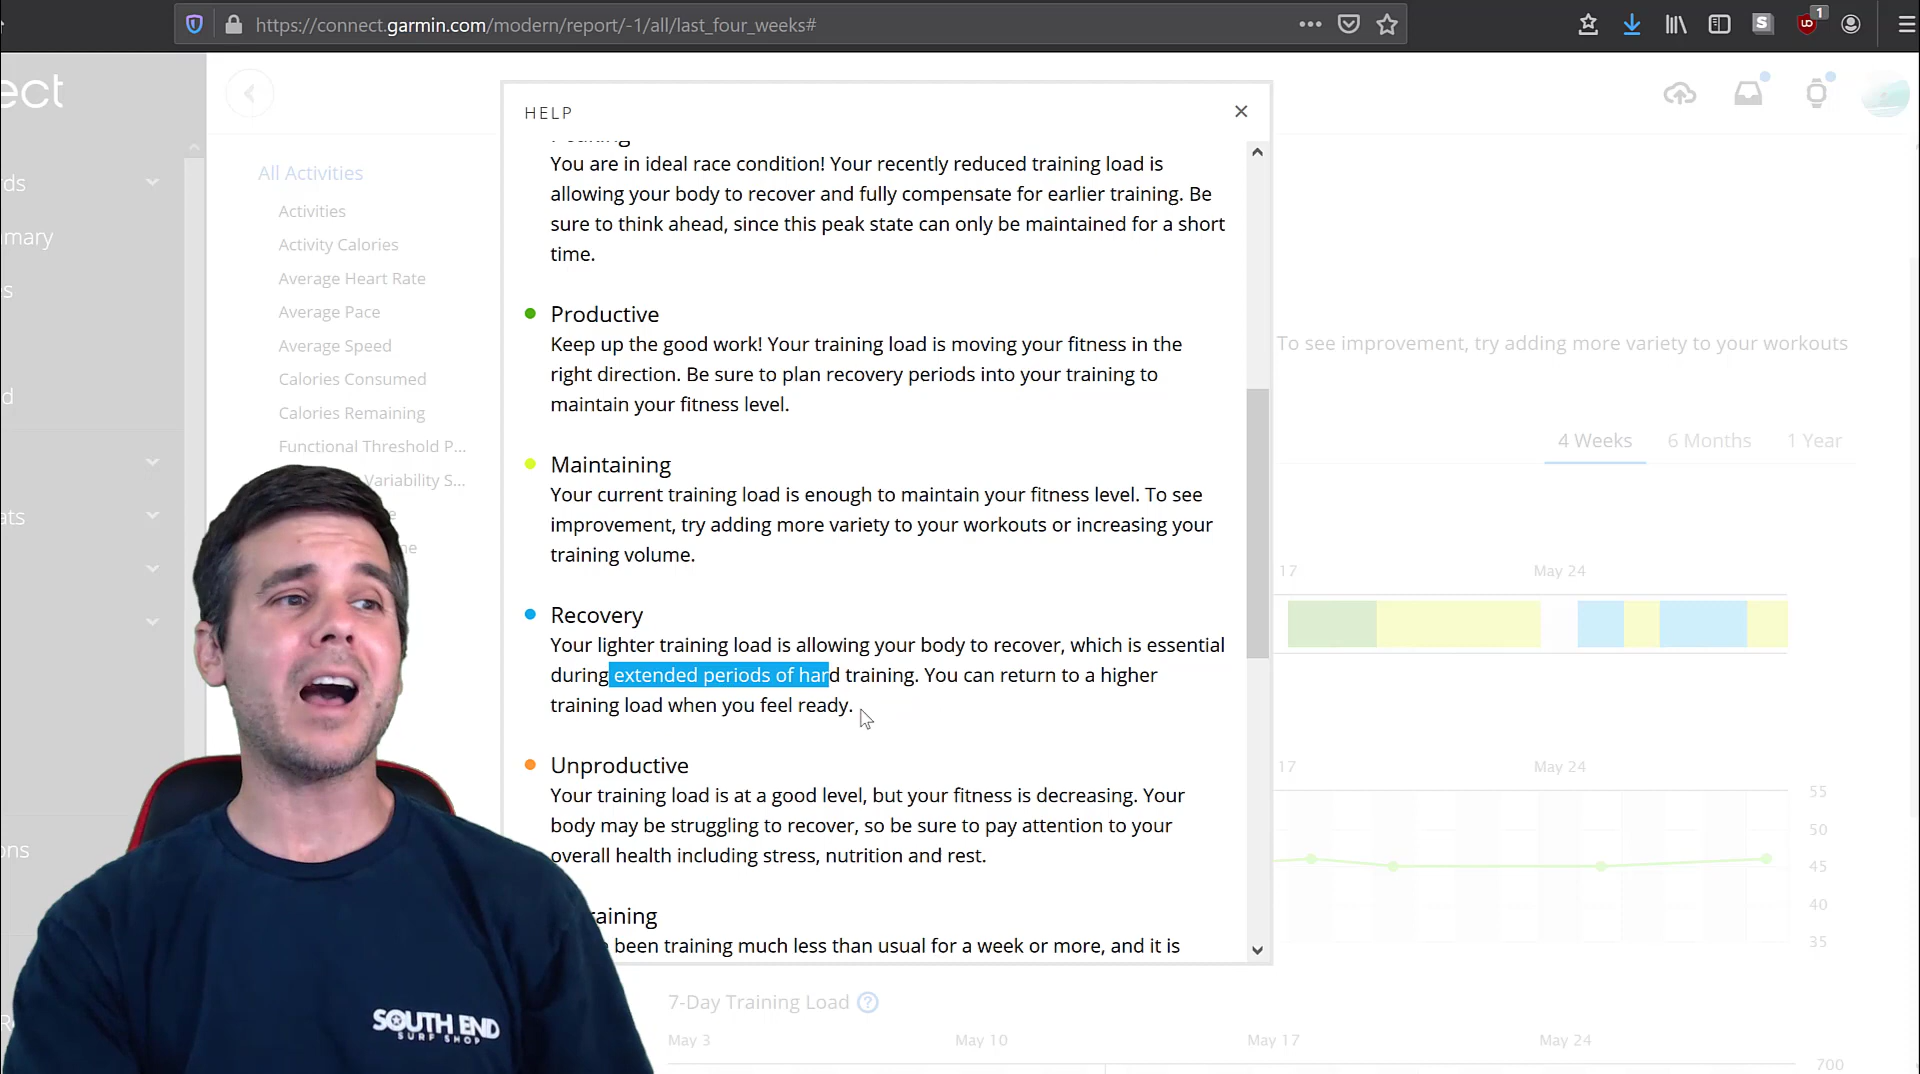 https://connect.garmin.com/modern/report/-1/all/last_four_weeks#
1
ect
HELP
All Activities
Activities
Activity Calories
Average Heart Rate
Average Pace
Average Speed
Calories Consumed
Calories Remaining
Functional Threshold P...
Variability S...
You are in ideal race condition! Your recently reduced training load is
allowing your body to recover and fully compensate for earlier training. Be
sure to think ahead, since this peak state can only be maintained for a short
time.
Productive
Keep up the good work! Your training load is moving your fitness in the
right direction. Be sure to plan recovery periods into your training to
maintain your fitness level.
Maintaining
Your current training load is enough to maintain your fitness level. To see
improvement, try adding more variety to your workouts or increasing your
training volume.
Recovery
Your lighter training load is allowing your body to recover, which is essential
during extended periods of hard training. You can return to a higher
training load when you feel ready.
Unproductive
Your training load is at a good level, but your fitness is decreasing. Your
body may be struggling to recover, so be sure to pay attention to your
overall health including stress, nutrition and rest.
raining
been training much less than usual for a week or more, and it is
To see improvement, try adding more variety to your workouts
4 Weeks 6 Months 1 Year
17 May 24
17 May 24
55
50
45
40
35
7-Day Training Load ?
May 3 May 10 May 17 May 24
700
SOUTH END
SURF SHOP